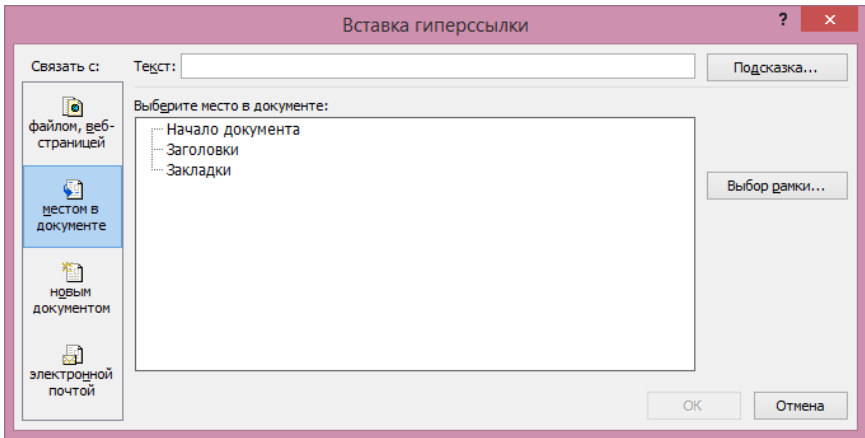 Вставка гиперссылки
? ×
Связать с:
Текст:
Подсказка...
файлом, веб-
страницей
местом в
документе
новым
документом
электронной
почтой
Выберите место в документе:
Начало документа
Заголовки
Закладки
Выбор рамки...
ОК
Отмена